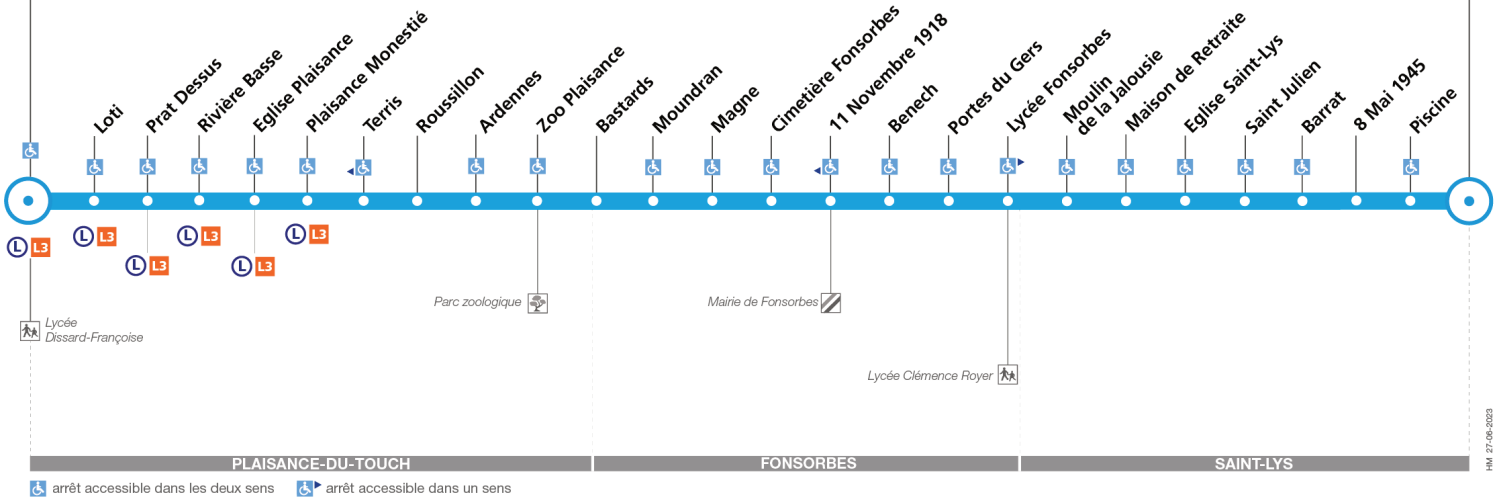 Loti
Prat Dessus
Rivière Basse
Eglise Plaisance
Plaisance Monestié
Terris
Roussillon
Ardennes
Zoo Plaisance
Bastards
Moundran
Magne
Cimetière Fonsorbes
11 Novembre 1918
Benech
Portes du Gers
Lycée Fonsorbes
Moulin
de la Jalousie
Maison de Retraite
Eglise Saint-Lys
Saint Julien
Barrat
8 Mai 1945
Piscine
L L3
L L3
L L3
L L3
L L3
L L3
Parc zoologique
Mairie de Fonsorbes
Lycée
Dissard-Françoise
Lycée Clémence Royer
PLAISANCE-DU-TOUCH
FONSORBES
SAINT-LYS
arrêt accessible dans les deux sens
arrêt accessible dans un sens
HM 27-06-2023